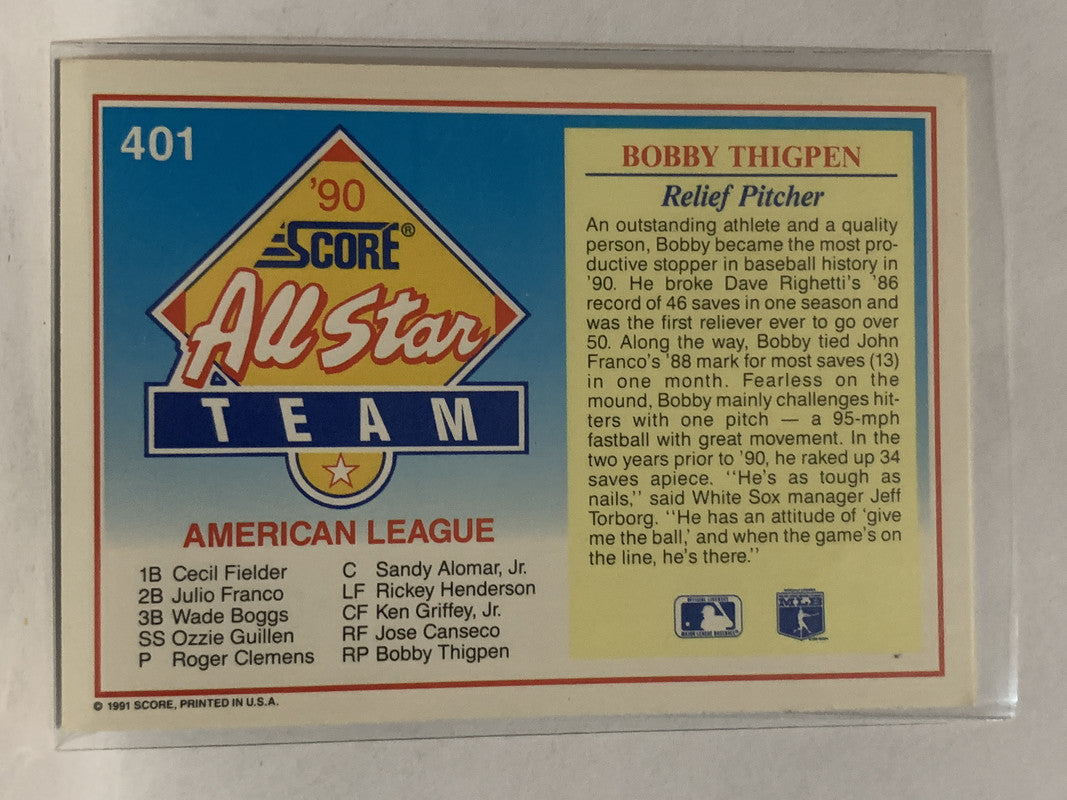 401
'90
SCORE®
All Star
TEAM
AMERICAN LEAGUE
1B Cecil Fielder
2B Julio Franco
3B Wade Boggs
SS Ozzie Guillen
P Roger Clemens
C Sandy Alomar, Jr.
LF Rickey Henderson
CF Ken Griffey, Jr.
RF Jose Canseco
RP Bobby Thigpen
© 1991 SCORE, PRINTED IN U.S.A.
BOBBY THIGPEN
Relief Pitcher
An outstanding athlete and a quality
person, Bobby became the most pro-
ductive stopper in baseball history in
'90. He broke Dave Righetti's '86
record of 46 saves in one season and
was the first reliever ever to go over
50. Along the way, Bobby tied John
Franco's '88 mark for most saves (13)
in one month. Fearless on the
mound, Bobby mainly challenges hit-
ters with one pitch — a 95-mph
fastball with great movement. In the
two years prior to '90, he raked up 34
saves apiece. ''He's as tough as
nails,'' said White Sox manager Jeff
Torborg. ''He has an attitude of 'give
me the ball,' and when the game's on
the line, he's there.''
OFFICIAL LICENSEE
MAJOR LEAGUE BASEBALL
MLB